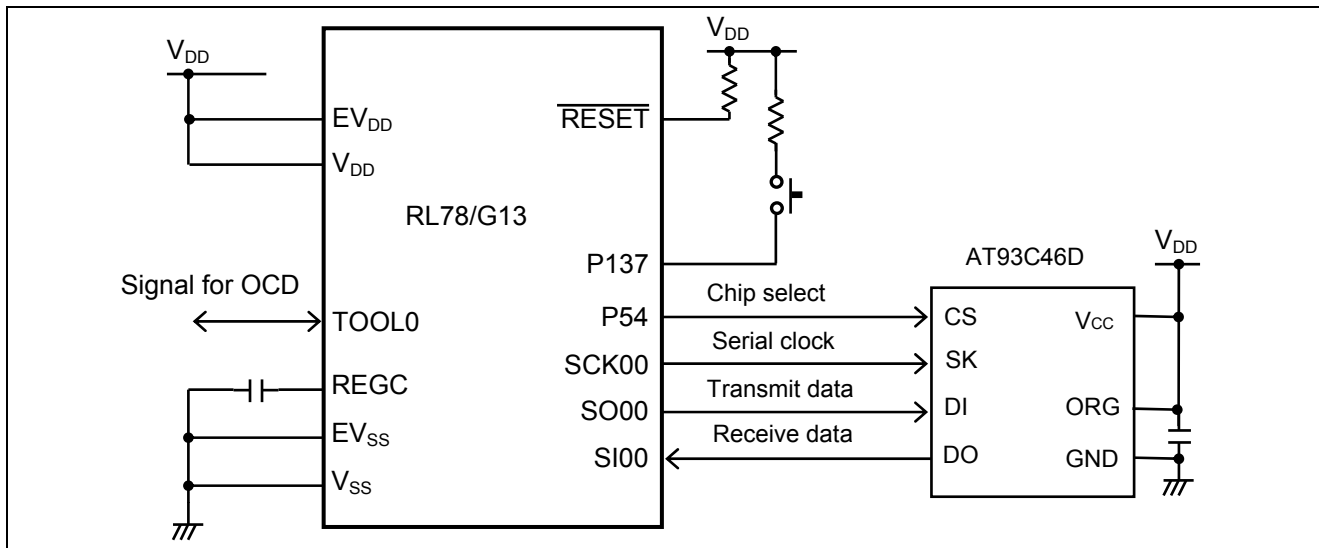 VDD
EVDD
VDD
Signal for OCD
TOOL0
REGC
EVSS
VSS
RL78/G13
RESET
P137
P54
SCK00
SO00
SI00
VDD
Chip select
Serial clock
Transmit data
Receive data
AT93C46D
CS
SK
DI
DO
VCC
ORG
GND
VDD